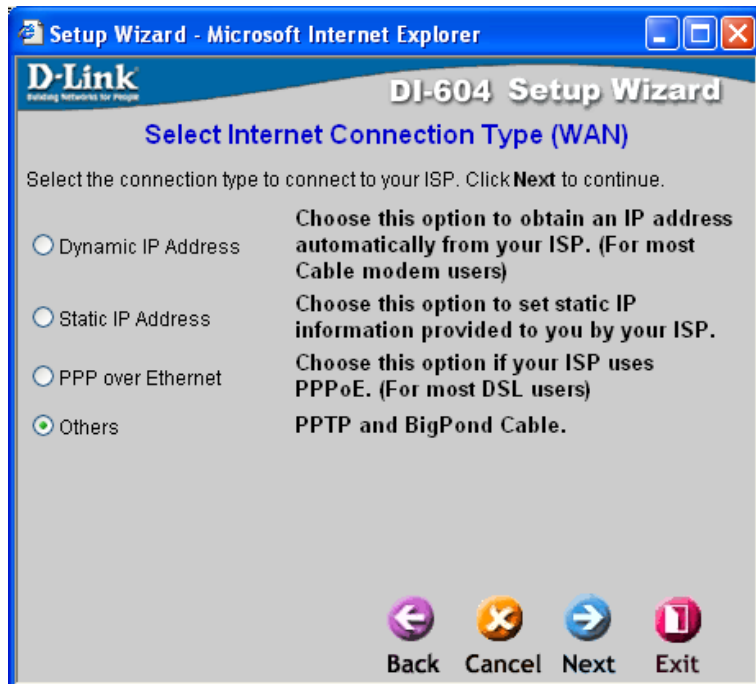 Setup Wizard - Microsoft Internet Explorer
D-Link
Building Networks for People
DI-604 Setup Wizard
Select Internet Connection Type (WAN)
Select the connection type to connect to your ISP. Click Next to continue.
Dynamic IP Address
Choose this option to obtain an IP address
automatically from your ISP. (For most
Cable modem users)
Static IP Address
Choose this option to set static IP
information provided to you by your ISP.
PPP over Ethernet
Choose this option if your ISP uses
PPPoE. (For most DSL users)
Others
PPTP and BigPond Cable.
Back Cancel Next Exit